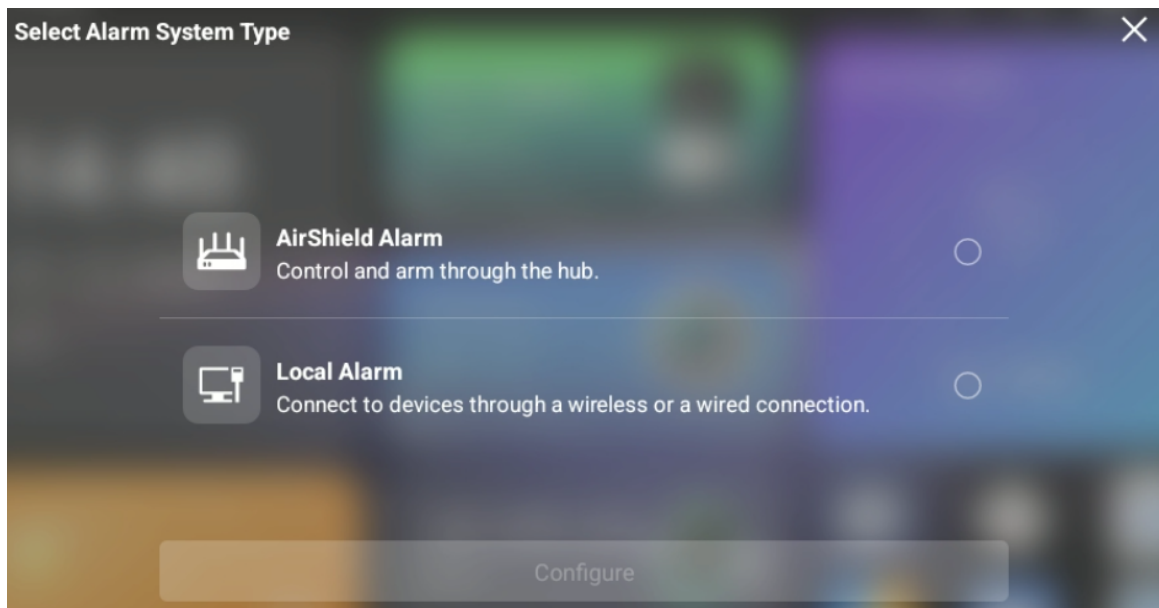 Select Alarm System Type
AirShield Alarm
Control and arm through the hub.
Local Alarm
Connect to devices through a wireless or a wired connection.
Configure